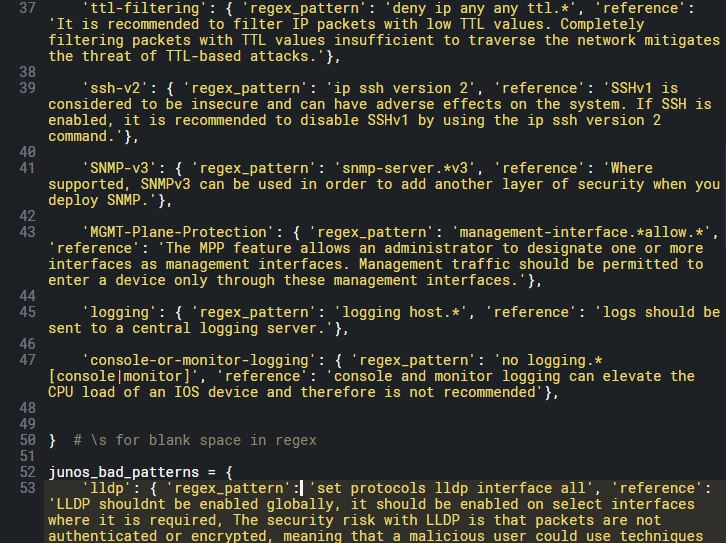 37 'ttl-filtering': { 'regex_pattern': 'deny ip any any ttl.*', 'reference':
'It is recommended to filter IP packets with low TTL values. Completely
filtering packets with TTL values insufficient to traverse the network mitigates
the threat of TTL-based attacks.'},
38
39 'ssh-v2': { 'regex_pattern': 'ip ssh version 2', 'reference': 'SSHv1 is
considered to be insecure and can have adverse effects on the system. If SSH is
enabled, it is recommended to disable SSHv1 by using the ip ssh version 2
command.'},
40
41 'SNMP-v3': { 'regex_pattern': 'snmp-server.*v3', 'reference': 'Where
supported, SNMPv3 can be used in order to add another layer of security when you
deploy SNMP.'},
42
43 'MGMT-Plane-Protection': { 'regex_pattern': 'management-interface.*allow.*',
'reference': 'The MPP feature allows an administrator to designate one or more
interfaces as management interfaces. Management traffic should be permitted to
enter a device only through these management interfaces.'},
44
45 'logging': { 'regex_pattern': 'logging host.*', 'reference': 'logs should be
sent to a central logging server.'},
46
47 'console-or-monitor-logging': { 'regex_pattern': 'no logging.*
[console|monitor]', 'reference': 'console and monitor logging can elevate the
CPU load of an IOS device and therefore is not recommended'},
48
49
50 } # \s for blank space in regex
51
52 junos_bad_patterns = {
53 'lldp': { 'regex_pattern': 'set protocols lldp interface all', 'reference':
'LLDP shouldnt be enabled globally, it should be enabled on select interfaces
where it is required, The security risk with LLDP is that packets are not
authenticated or encrypted, meaning that a malicious user could use techniques